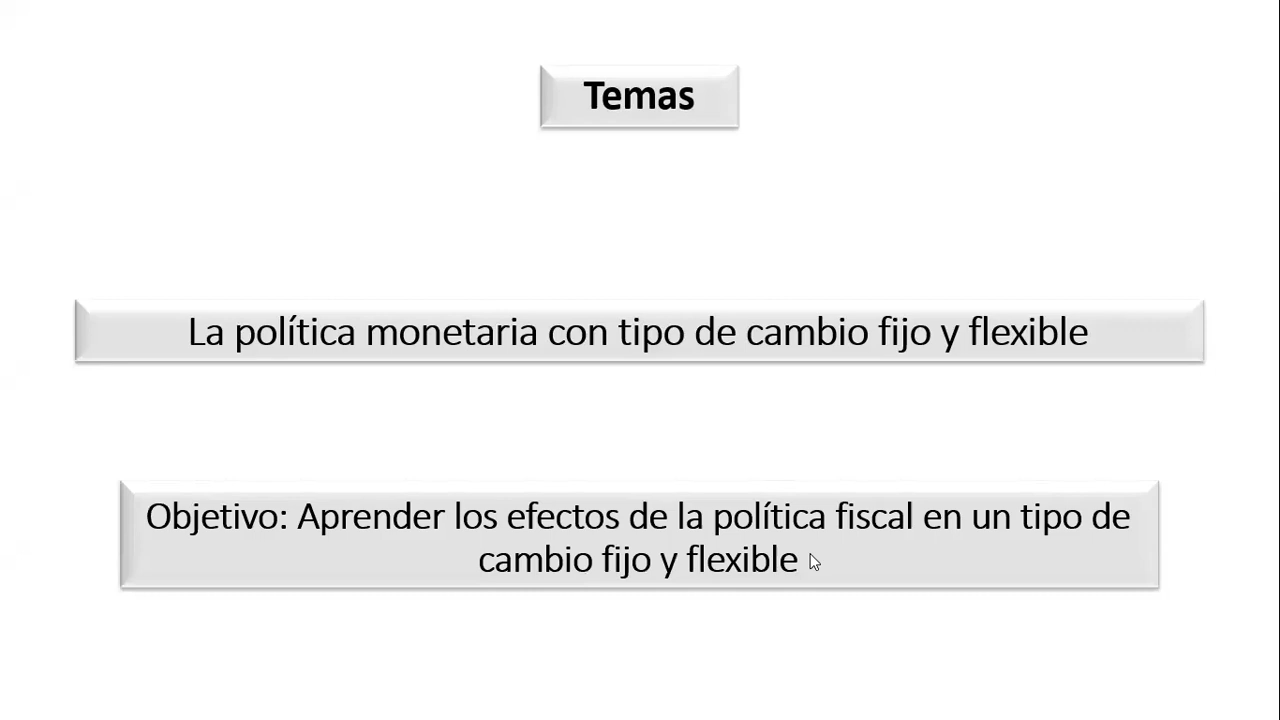 Temas
La política monetaria con tipo de cambio fijo y flexible
Objetivo: Aprender los efectos de la política fiscal en un tipo de
cambio fijo y flexible